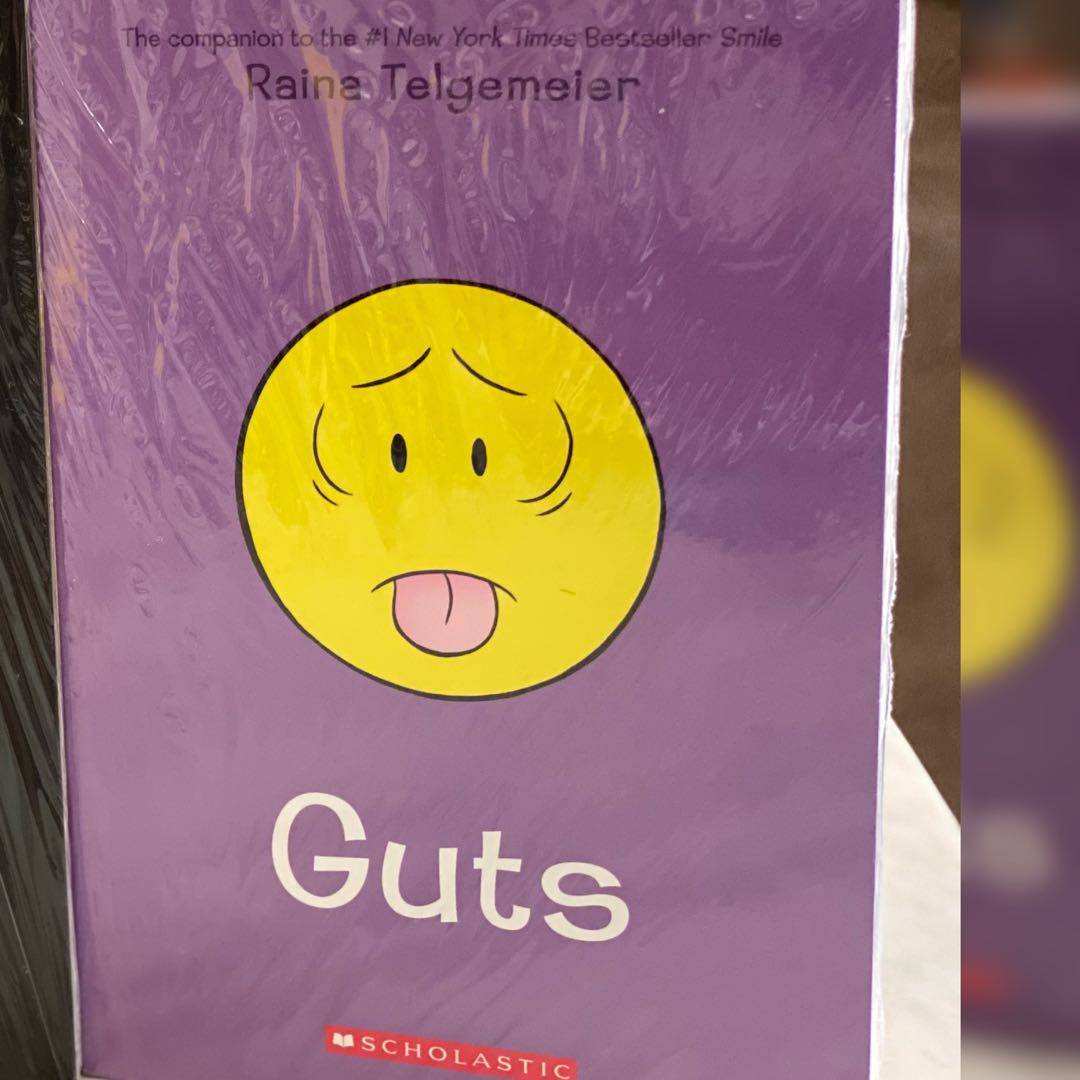 The companion to the #1 New York Times Bestseller Smile
Raina Telgemeier
Guts
SCHOLASTIC